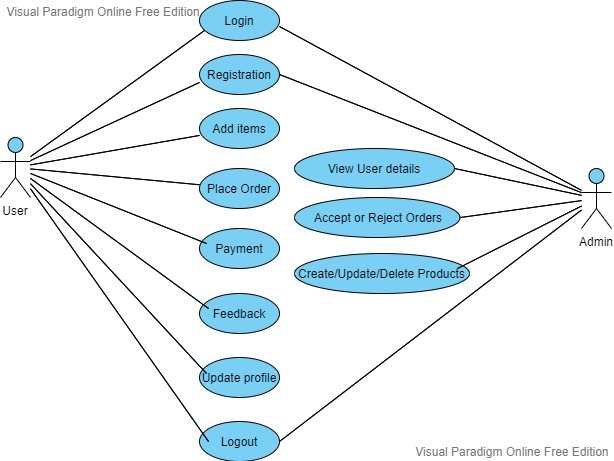 Visual Paradigm Online Free Edition
Login
Registration
Add items
View User details
Place Order
User
Accept or Reject Orders
Admin
Payment
Create/Update/Delete Products
Feedback
Update profile
Logout
Visual Paradigm Online Free Edition